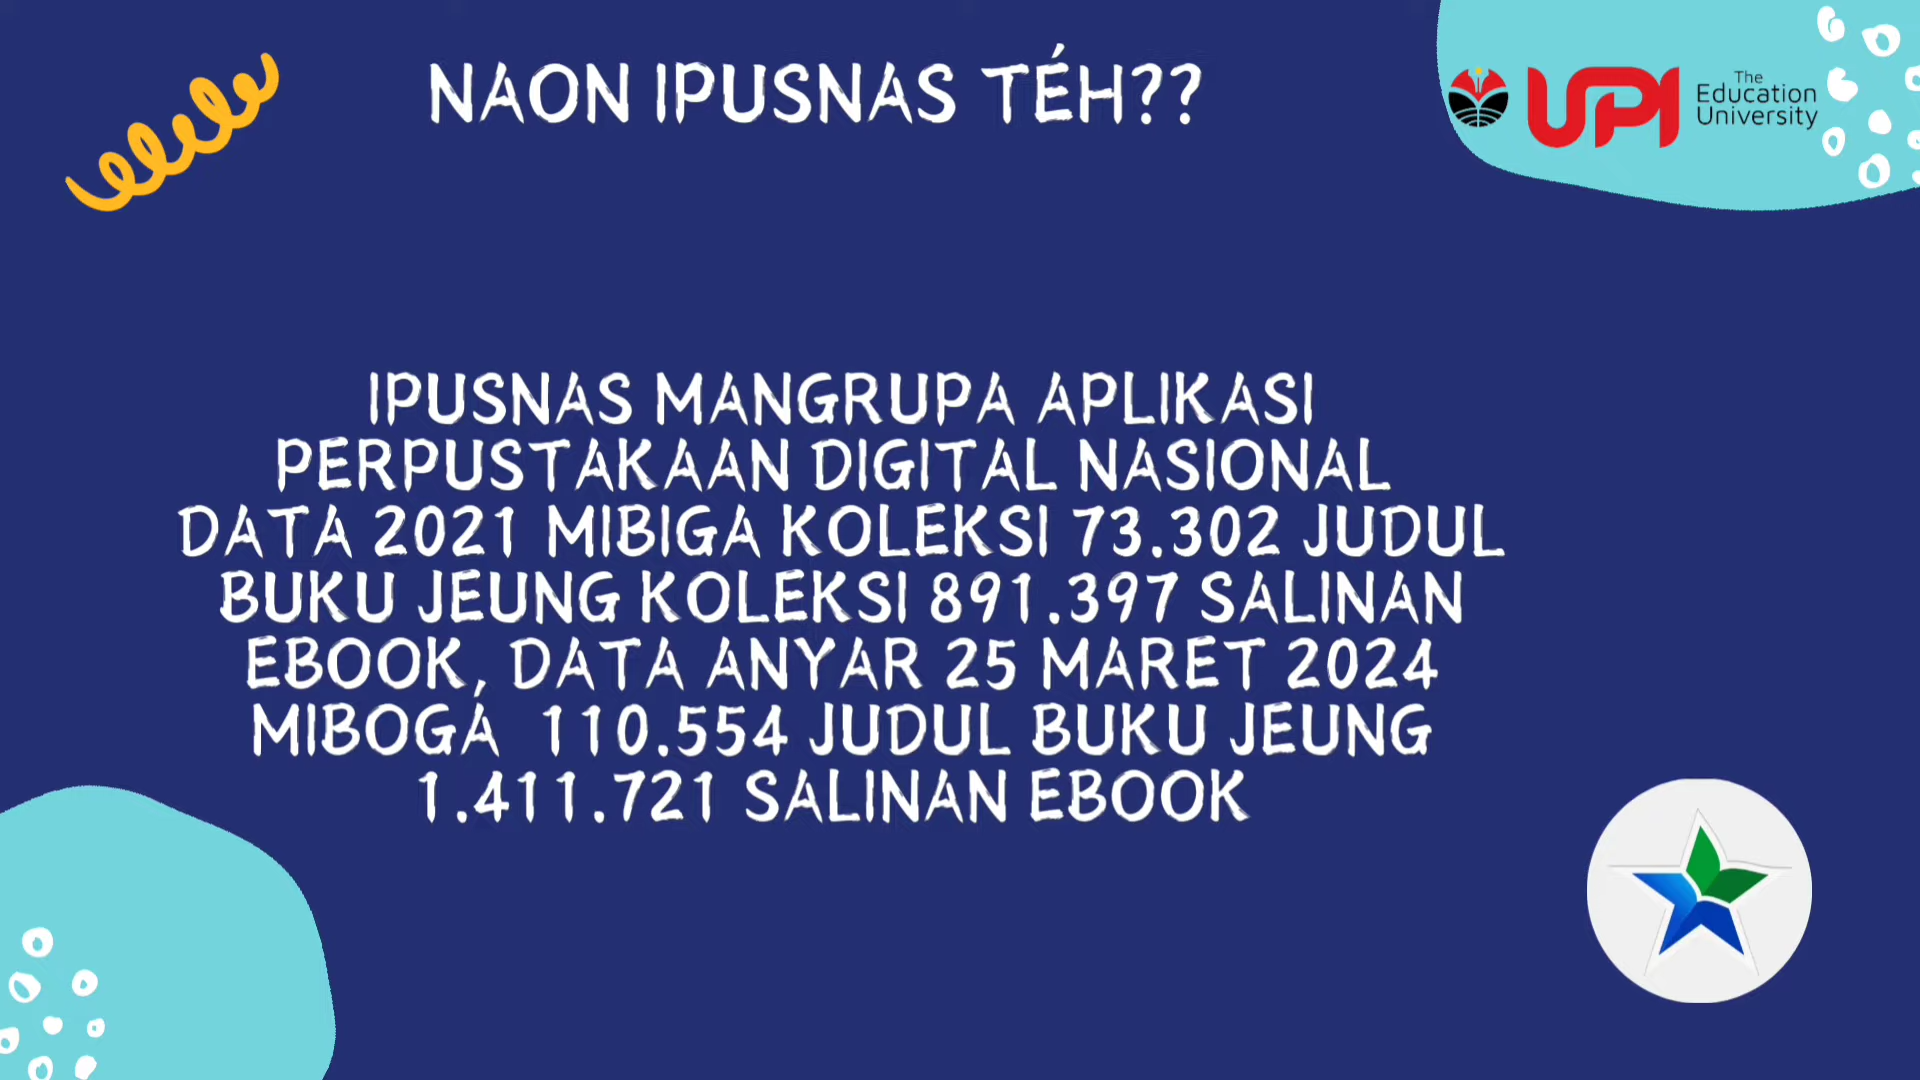 NAON IPUSNAS TÉH??
UPI
The
Education
University
IPUSNAS MANGRUPA APLIKASI
PERPUSTAKAAN DIGITAL NASIONAL
DATA 2021 MIBIGA KOLEKSI 73.302 JUDUL
BUKU JEUNG KOLEKSI 891.397 SALINAN
EBOOK, DATA ANYAR 25 MARET 2024
MIBOGÁ 110.554 JUDUL BUKU JEUNG
1.411.721 SALINAN EBOOK